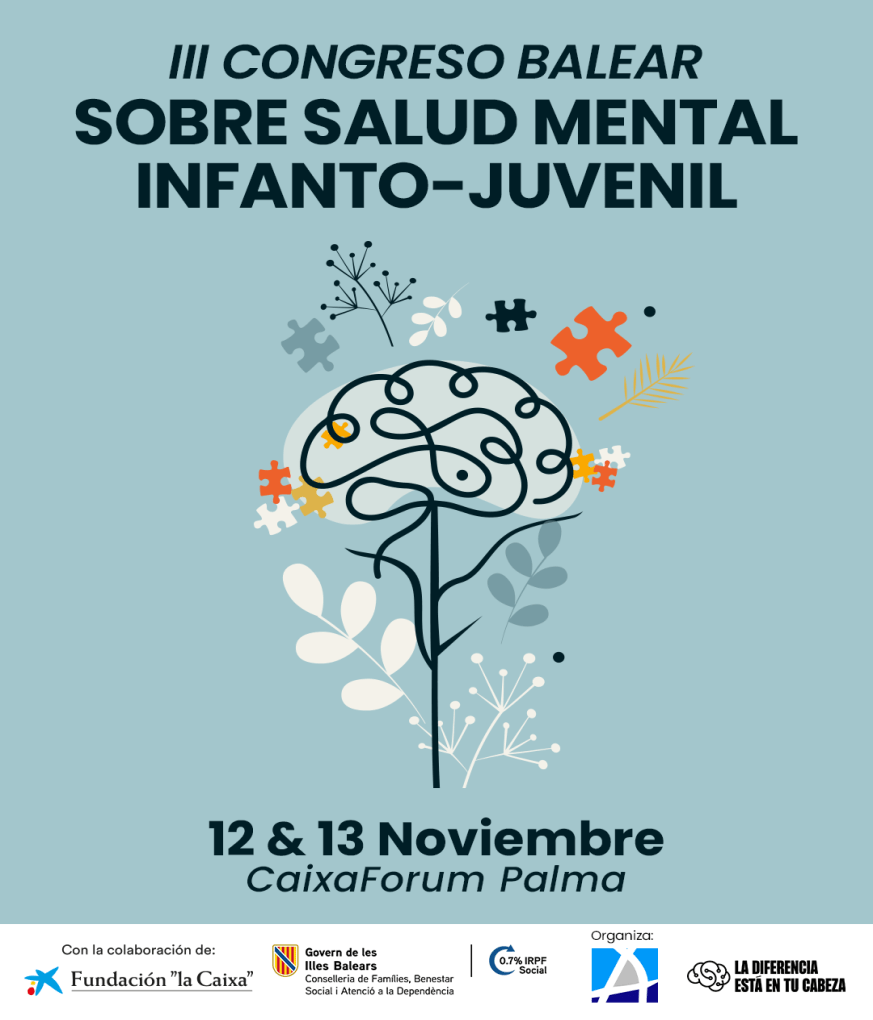 III CONGRESO BALEAR
SOBRE SALUD MENTAL
INFANTO-JUVENIL
12 & 13 Noviembre
CaixaForum Palma
Con la colaboración de:
Fundación "la Caixa"
Govern de les
Illes Balears
Conselleria de Famílies, Benestar
Social i Atenció a la Dependència
0.7% IRPF
Social
Organiza:
LA DIFERENCIA
ESTÁ EN TU CABEZA